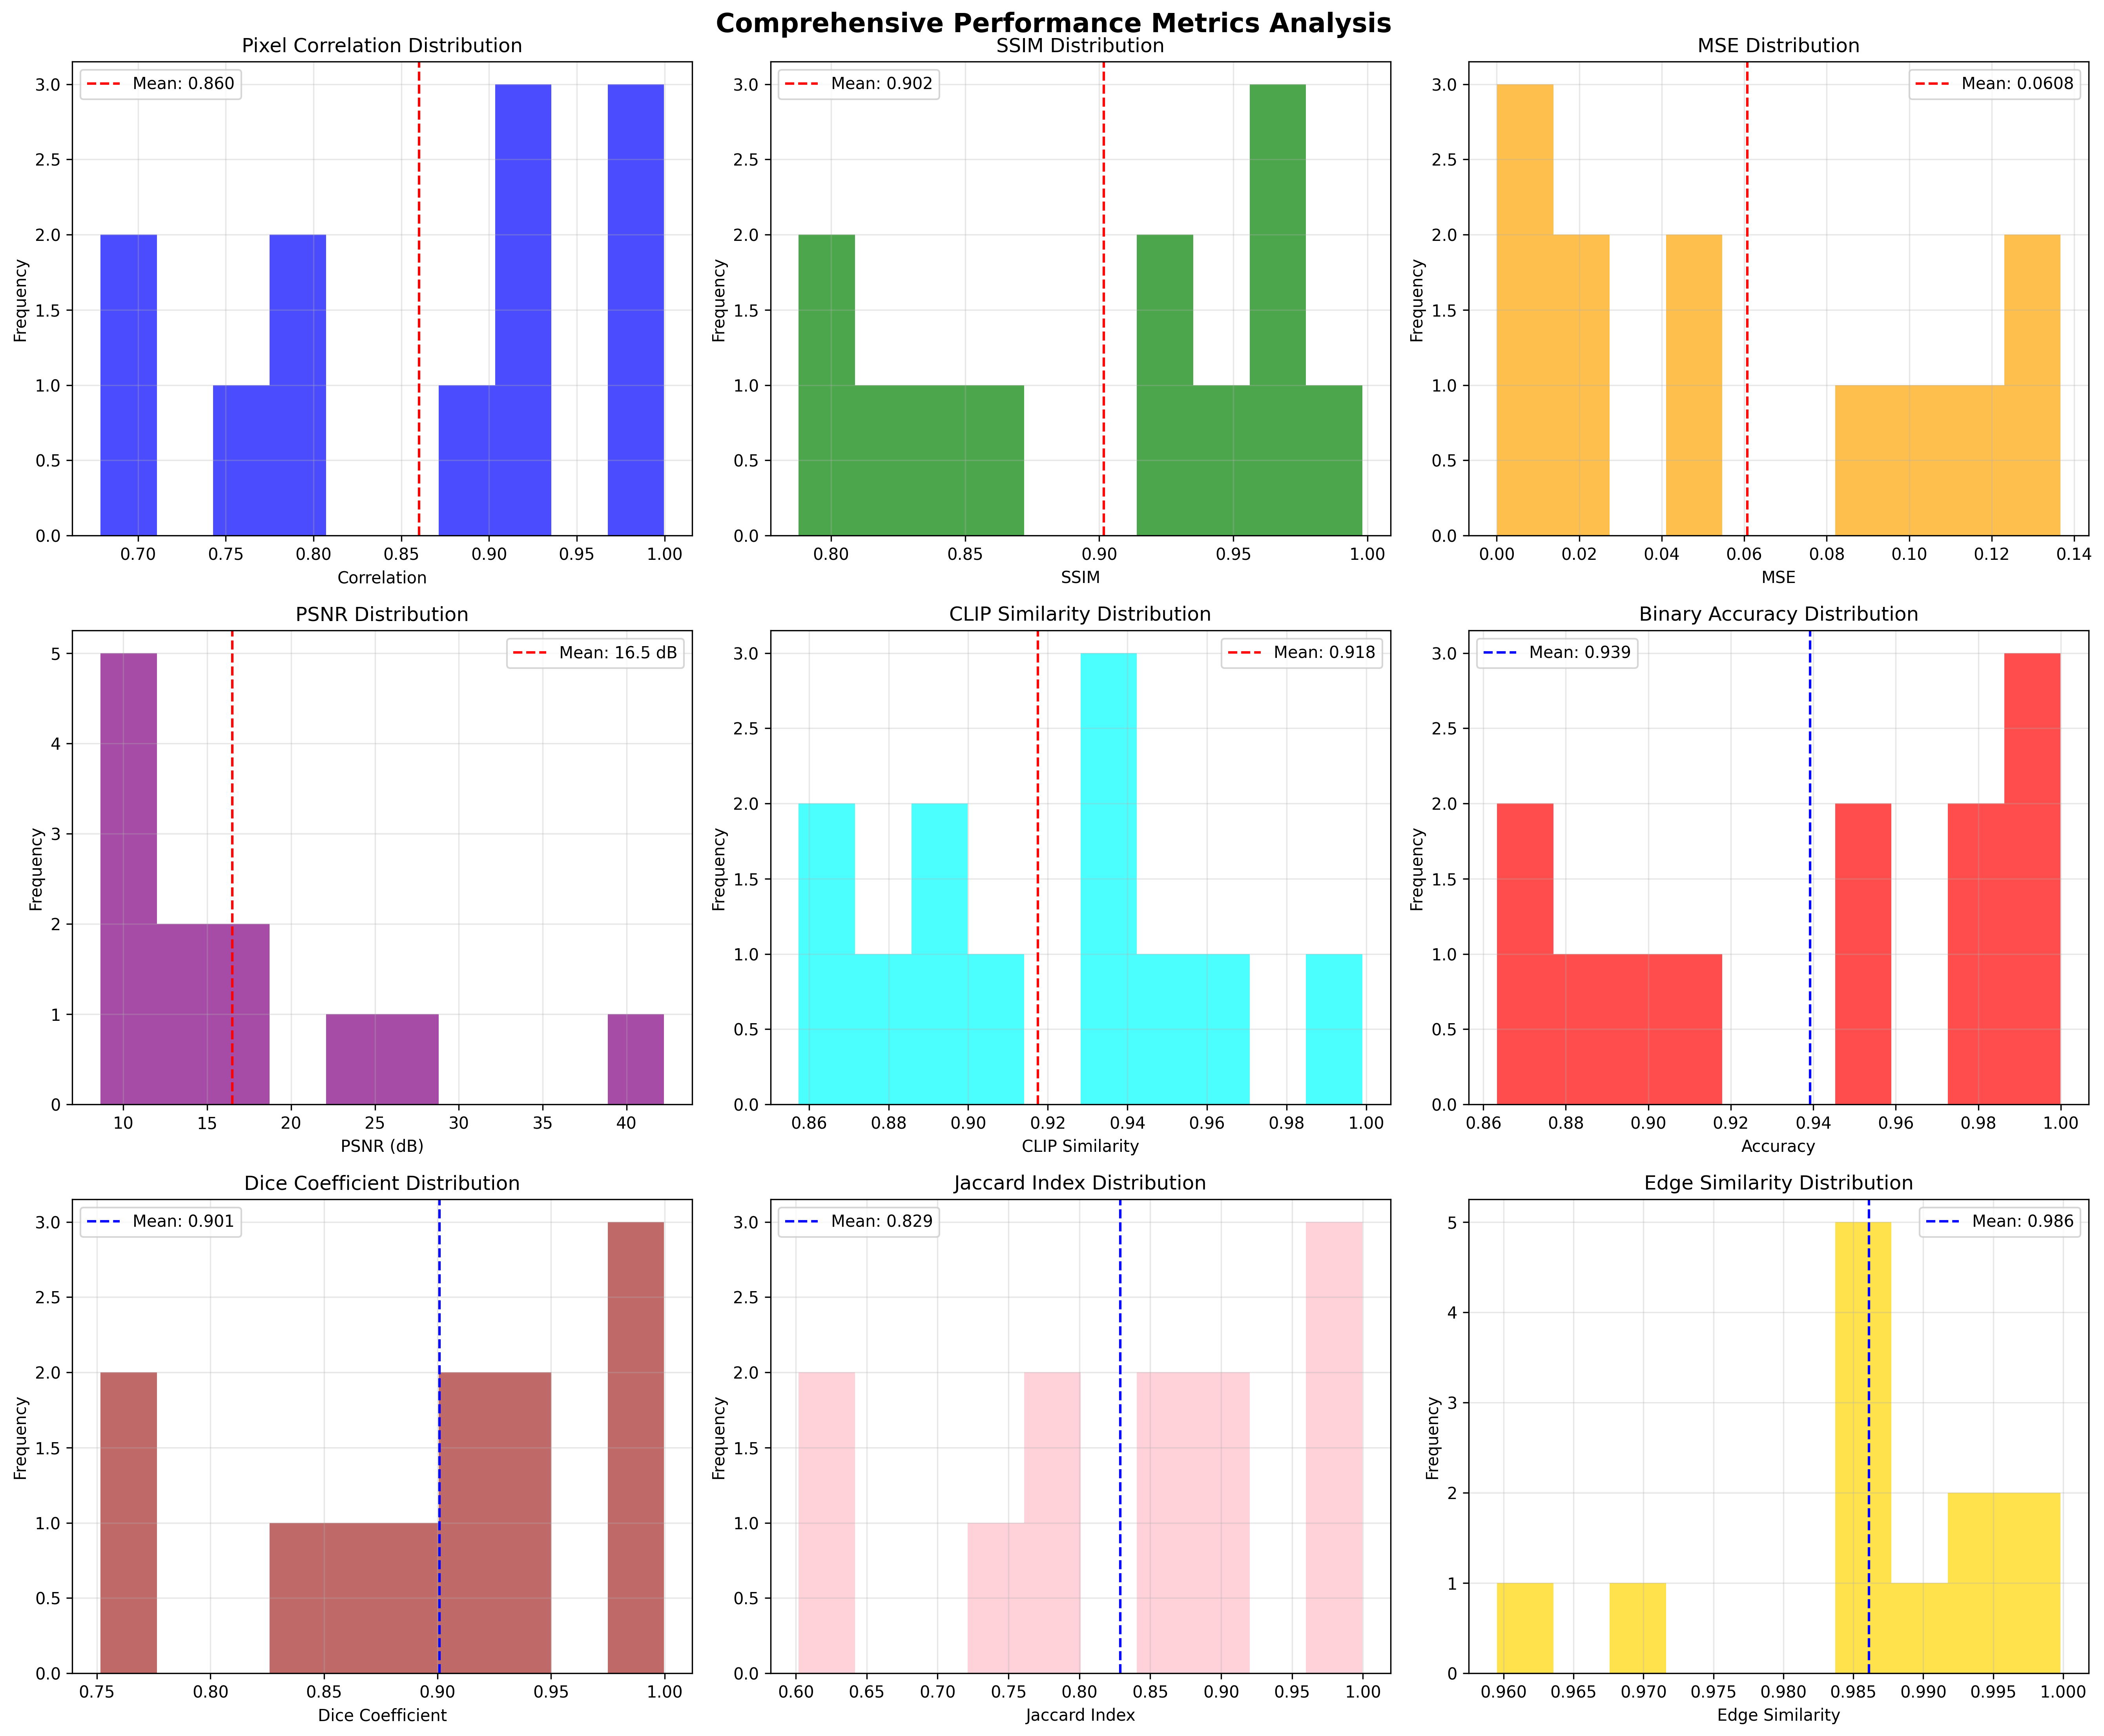 Comprehensive Performance Metrics Analysis
Pixel Correlation Distribution
Mean: 0.860
3.0
2.5
2.0
1.5
1.0
0.5
0.0
Frequency
0.70 0.75 0.80 0.85 0.90 0.95 1.00
Correlation
SSIM Distribution
Mean: 0.902
3.0
2.5
2.0
1.5
1.0
0.5
0.0
Frequency
0.80 0.85 0.90 0.95 1.00
SSIM
MSE Distribution
Mean: 0.0608
3.0
2.5
2.0
1.5
1.0
0.5
0.0
Frequency
0.00 0.02 0.04 0.06 0.08 0.10 0.12 0.14
MSE
PSNR Distribution
Mean: 16.5 dB
5
4
3
2
1
0
Frequency
10 15 20 25 30 35 40
PSNR (dB)
CLIP Similarity Distribution
Mean: 0.918
3.0
2.5
2.0
1.5
1.0
0.5
0.0
Frequency
0.86 0.88 0.90 0.92 0.94 0.96 0.98 1.00
CLIP Similarity
Binary Accuracy Distribution
Mean: 0.939
3.0
2.5
2.0
1.5
1.0
0.5
0.0
Frequency
0.86 0.88 0.90 0.92 0.94 0.96 0.98 1.00
Accuracy
Dice Coefficient Distribution
Mean: 0.901
3.0
2.5
2.0
1.5
1.0
0.5
0.0
Frequency
0.75 0.80 0.85 0.90 0.95 1.00
Dice Coefficient
Jaccard Index Distribution
Mean: 0.829
3.0
2.5
2.0
1.5
1.0
0.5
0.0
Frequency
0.60 0.65 0.70 0.75 0.80 0.85 0.90 0.95 1.00
Jaccard Index
Edge Similarity Distribution
Mean: 0.986
5
4
3
2
1
0
Frequency
0.960 0.965 0.970 0.975 0.980 0.985 0.990 0.995 1.000
Edge Similarity